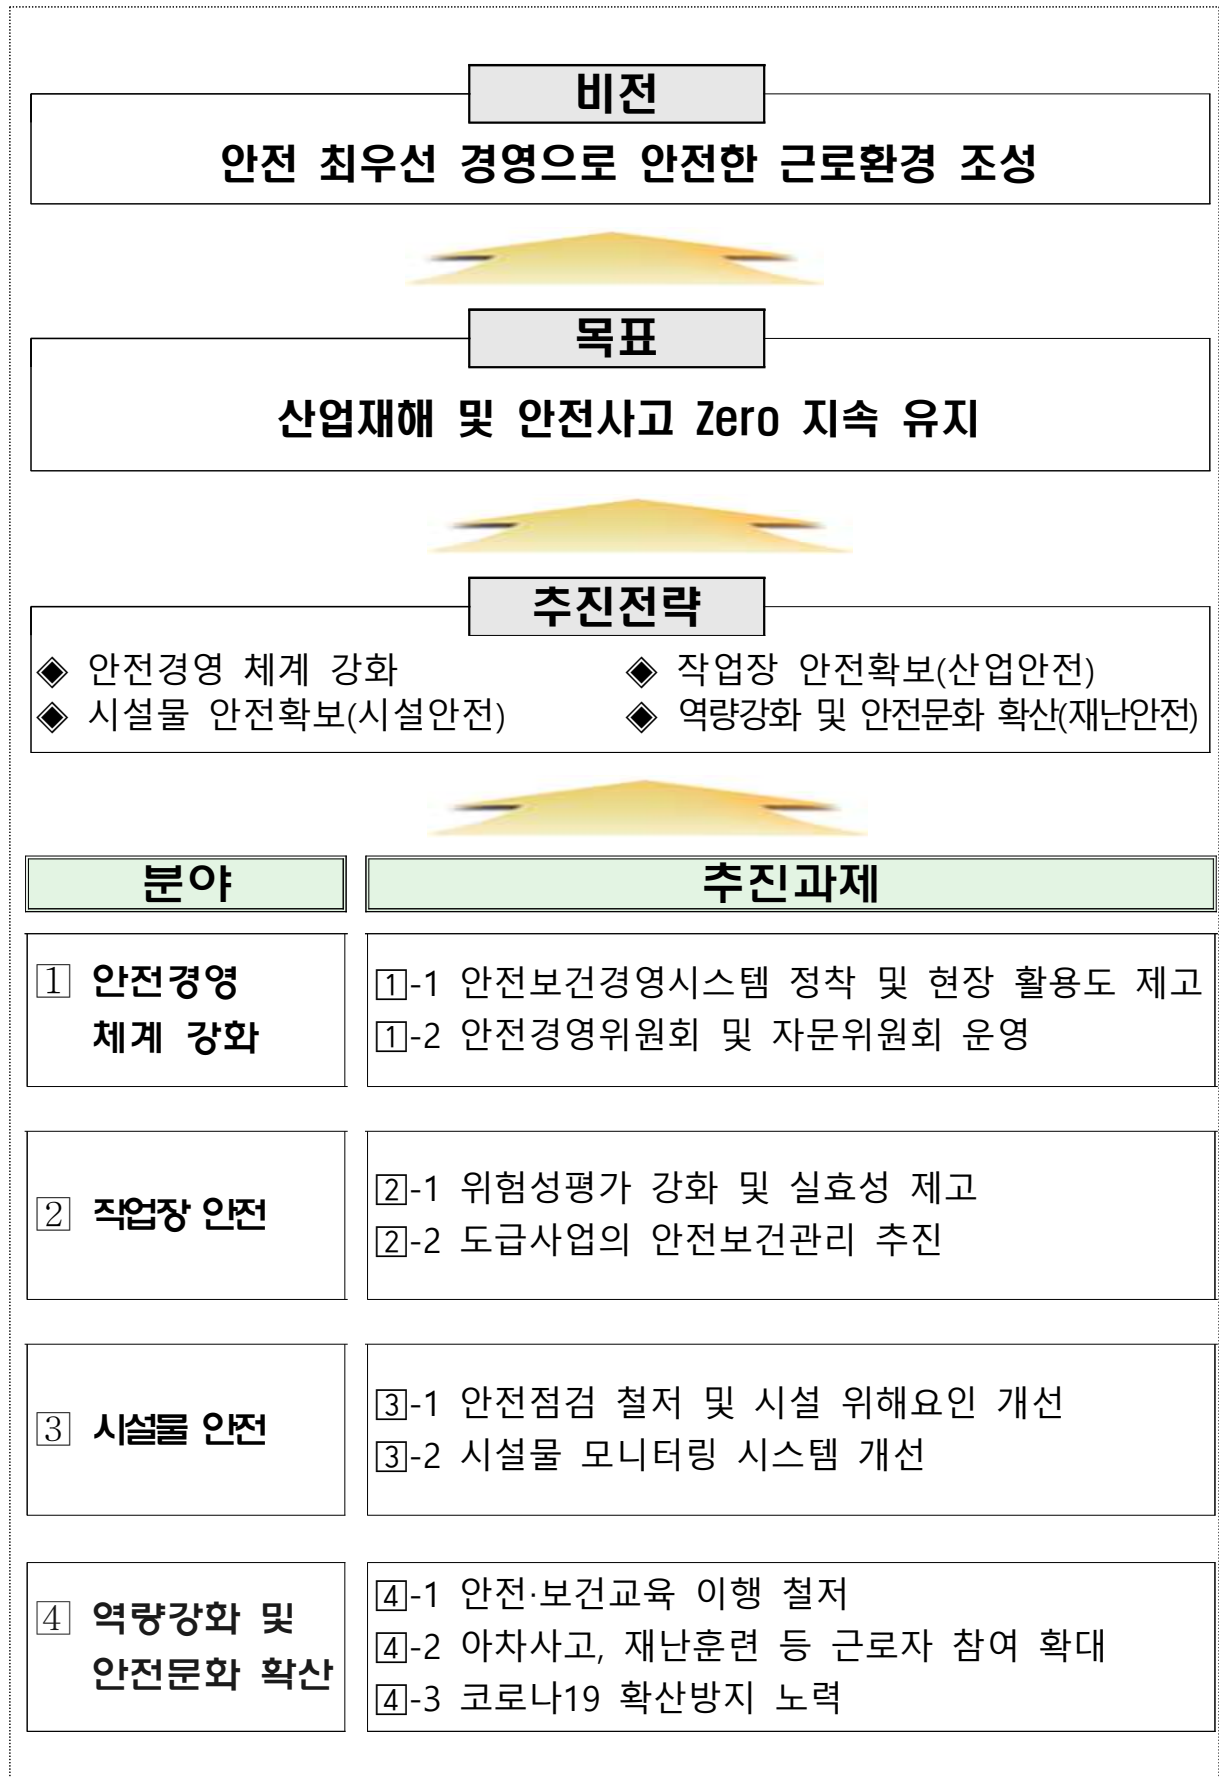 비전
안전 최우선 경영으로 안전한 근로환경 조성
목표
산업재해 및 안전사고 Zero 지속 유지
추진전략
◈ 안전경영 체계 강화 ◈ 작업장 안전확보(산업안전)
◈ 시설물 안전확보(시설안전) ◈ 역량강화 및 안전문화 확산(재난안전)
분야 추진과제
1 안전경영
체계 강화
1-1 안전보건경영시스템 정착 및 현장 활용도 제고
1-2 안전경영위원회 및 자문위원회 운영
2 작업장 안전
2-1 위험성평가 강화 및 실효성 제고
2-2 도급사업의 안전보건관리 추진
3 시설물 안전
3-1 안전점검 철저 및 시설 위해요인 개선
3-2 시설물 모니터링 시스템 개선
4 역량강화 및
안전문화 확산
4-1 안전·보건교육 이행 철저
4-2 아차사고, 재난훈련 등 근로자 참여 확대
4-3 코로나19 확산방지 노력